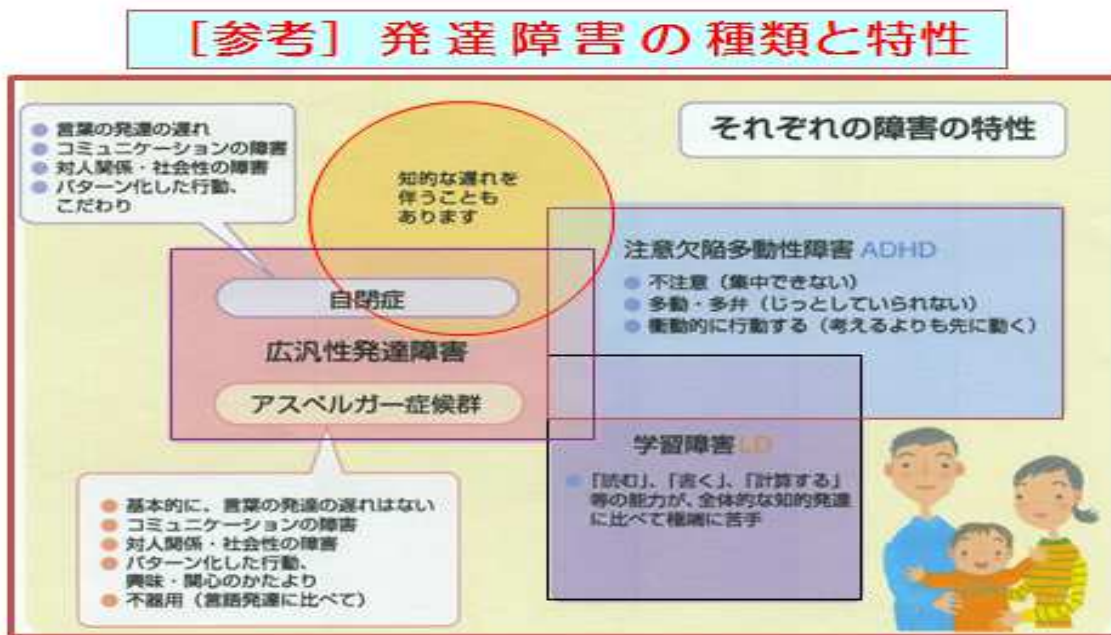 ［参考］ 発達障害の種類と特性
それぞれの障害の特性
●言葉の発達の遅れ
●コミュニケーションの障害
●対人関係・社会性の障害
●パターン化した行動、
こだわり
知的な遅れを
伴うことも
あります
自閉症
広汎性発達障害
アスペルガー症候群
●基本的に、言葉の発達の遅れはない
●コミュニケーションの障害
●対人関係・社会性の障害
●パターン化した行動、
興味・関心のかたより
●不器用（言語発達に比べて）
注意欠陥多動性障害 ADHD
●不注意（集中できない）
●多動・多弁（じっとしていられない）
●衝動的に行動する（考えるよりも先に動く）
学習障害 LD
●「読む」、「書く」、「計算する」
等の能力が、全体的な知的発達
に比べて極端に苦手